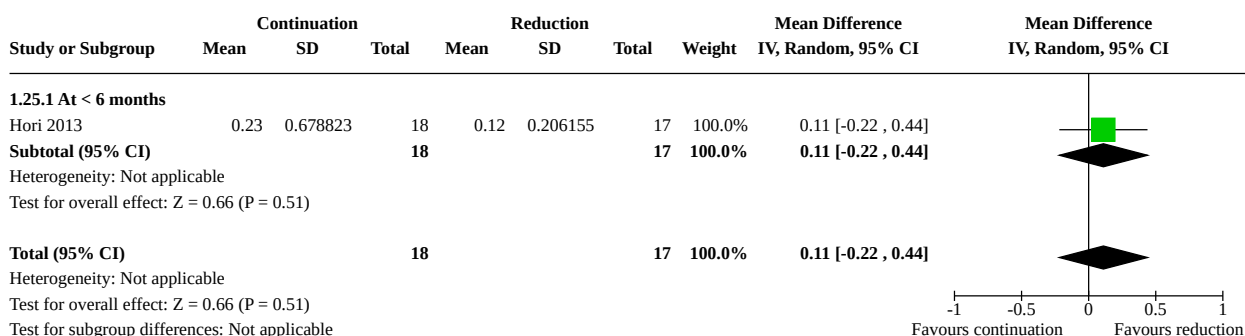 Continuation Reduction Mean Difference Mean Difference
Study or Subgroup Mean SD Total Mean SD Total Weight IV, Random, 95% CI IV, Random, 95% CI
1.25.1 At < 6 months
Hori 2013 0.23 0.678823 18 0.12 0.206155 17 100.0% 0.11 [-0.22 , 0.44]
Subtotal (95% CI) 18 17 100.0% 0.11 [-0.22 , 0.44]
Heterogeneity: Not applicable
Test for overall effect: Z = 0.66 (P = 0.51)
Total (95% CI) 18 17 100.0% 0.11 [-0.22 , 0.44]
Heterogeneity: Not applicable
Test for overall effect: Z = 0.66 (P = 0.51)
-1 -0.5 0 0.5 1
Test for subgroup differences: Not applicable Favours continuation Favours reduction